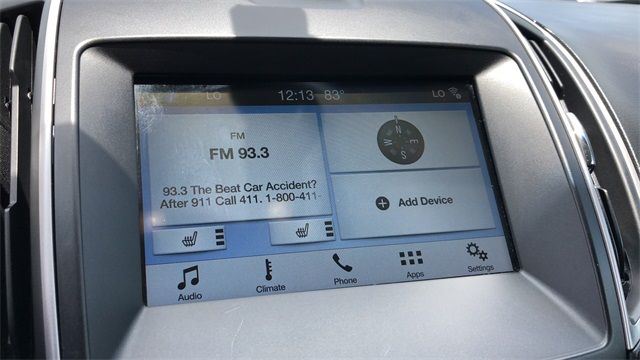 LO 12:13 83° LO
FM
FM 93.3
93.3 The Beat Car Accident?
After 911 Call 411. 1-800-411-
N
W E
S
Add Device
Audio Climate Phone Apps Settings